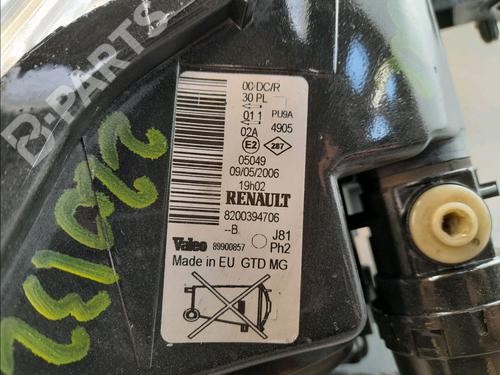 B-PARTS
00 DC/R
30 PL
01 1 PU9A
02A 4905
E2 287
05049
09/05/2006
19h02
RENAULT
8200394706
--B
Valeo 89900857 J81
Ph2
Made in EU GTD MG